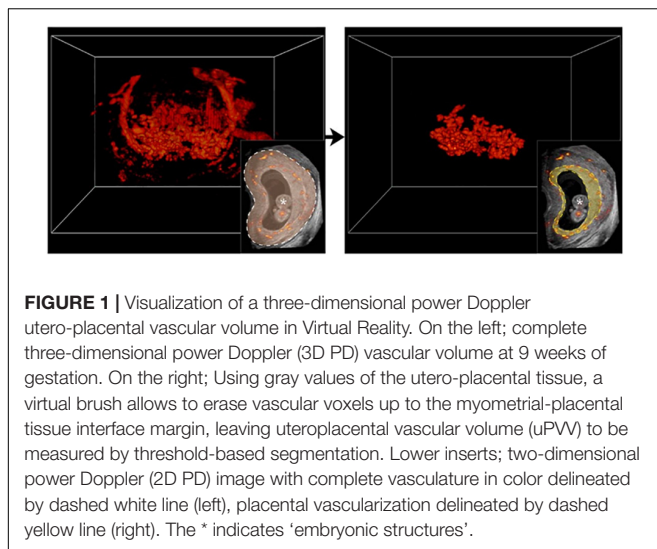 *
*
FIGURE 1 | Visualization of a three-dimensional power Doppler
utero-placental vascular volume in Virtual Reality. On the left; complete
three-dimensional power Doppler (3D PD) vascular volume at 9 weeks of
gestation. On the right; Using gray values of the utero-placental tissue, a
virtual brush allows to erase vascular voxels up to the myometrial-placental
tissue interface margin, leaving uteroplacental vascular volume (uPVV) to be
measured by threshold-based segmentation. Lower inserts; two-dimensional
power Doppler (2D PD) image with complete vasculature in color delineated
by dashed white line (left), placental vascularization delineated by dashed
yellow line (right). The * indicates ‘embryonic structures’.